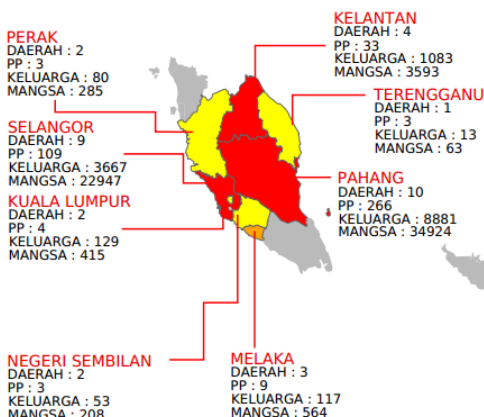 PERAK
DAERAH : 2
PP : 3
KELUARGA : 80
MANGSA : 285
KELANTAN
DAERAH : 4
PP : 33
KELUARGA : 1083
MANGSA : 3593
TERENGGANU
DAERAH : 1
PP : 3
KELUARGA : 13
MANGSA : 63
SELANGOR
DAERAH : 9
PP : 109
KELUARGA : 3667
MANGSA : 22947
PAHANG
DAERAH : 10
PP : 266
KELUARGA : 8881
MANGSA : 34924
KUALA LUMPUR
DAERAH : 2
PP : 4
KELUARGA : 129
MANGSA : 415
NEGERI SEMBILAN
DAERAH : 2
PP : 3
KELUARGA : 53
MANGSA : 208
MELAKA
DAERAH : 3
PP : 9
KELUARGA : 117
MANGSA : 564